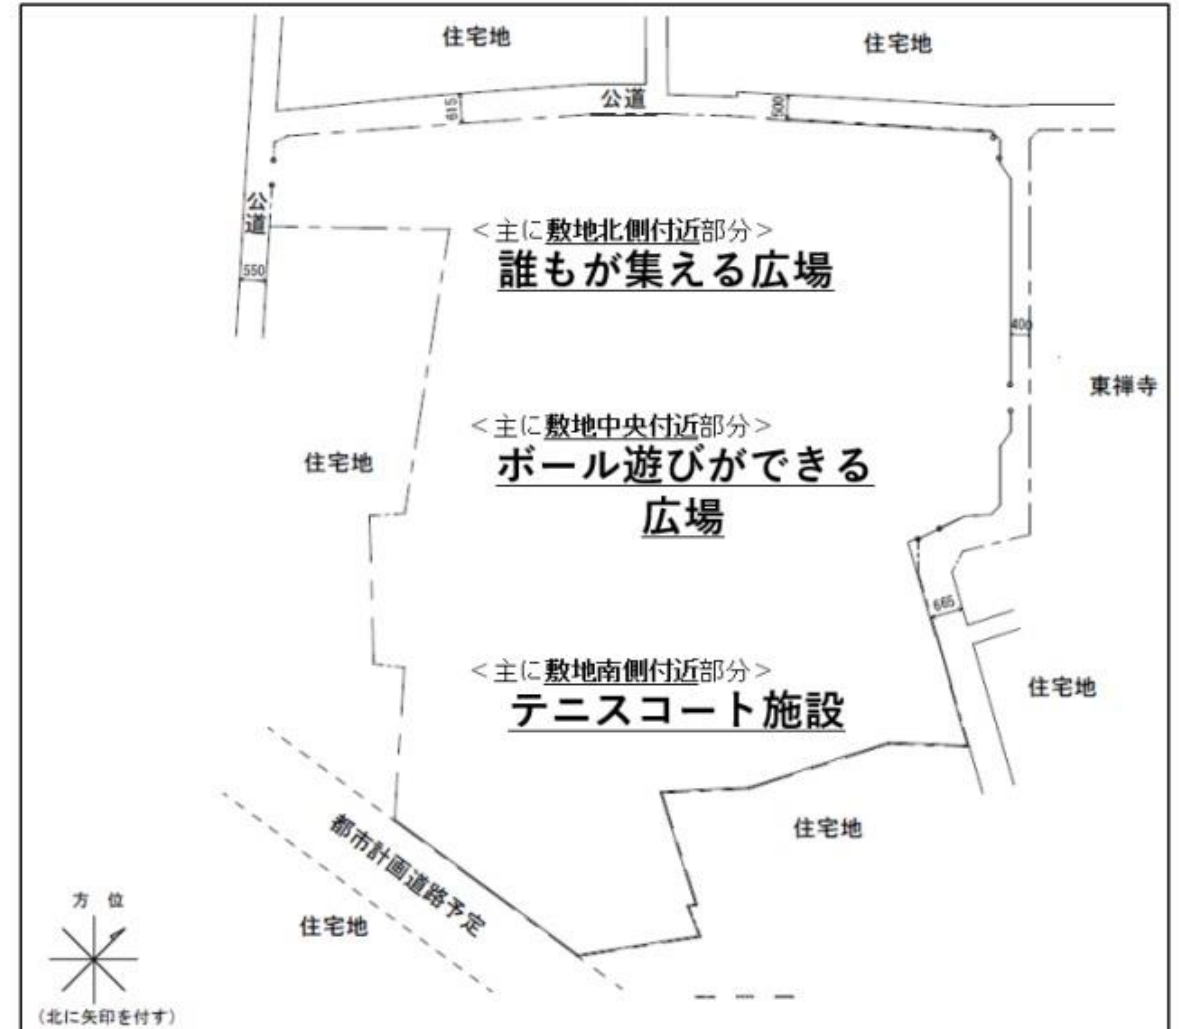 住宅地
住宅地
公道
615
500
公道
550
＜主に敷地北側付近部分＞
誰もが集える広場
400
東禅寺
＜主に敷地中央付近部分＞
ボール遊びができる
広場
住宅地
665
＜主に敷地南側付近部分＞
テニスコート施設
住宅地
住宅地
都市計画道路予定
住宅地
方 位
(北に矢印を付す)